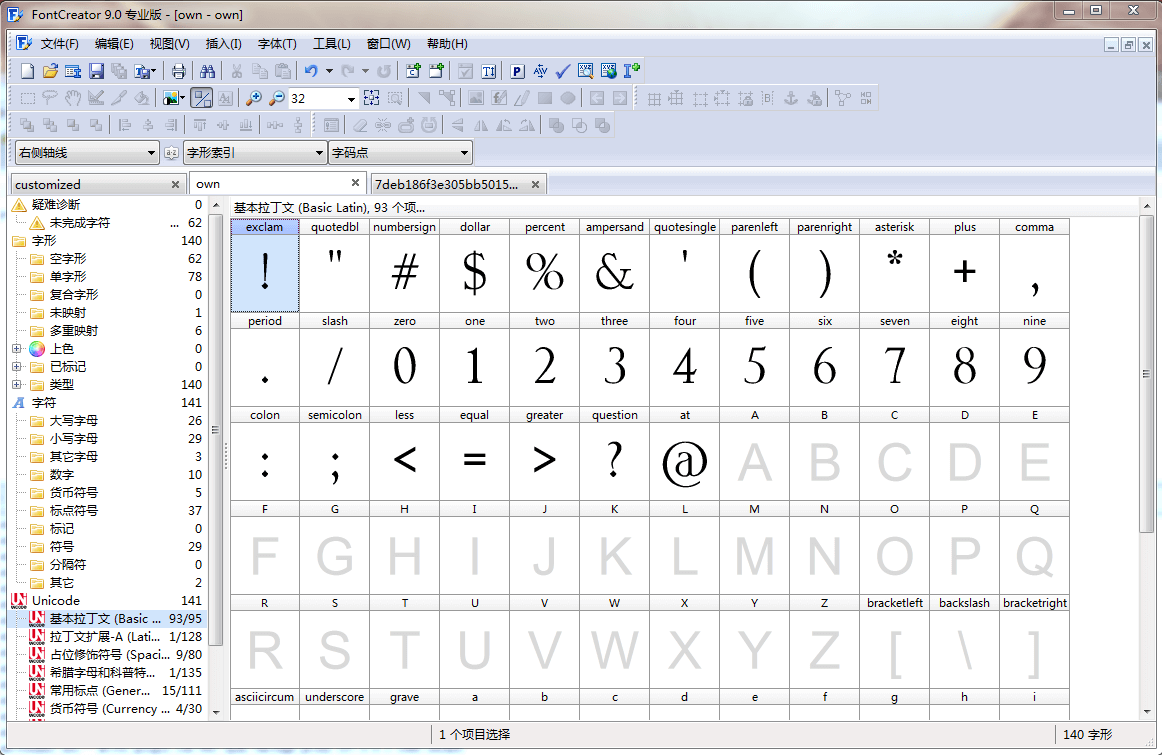 FontCreator 9.0 专业版 - [own - own]
文件(F) 编辑(E) 视图(V) 插入(I) 字体(T) 工具(L) 窗口(W) 帮助(H)
32
右侧轴线 字形索引 字码点
customized own 7deb186f3e305bb5015...
疑难诊断 0
未完成字符 ... 62
字形 140
空字形 62
单字形 78
复合字形 0
未映射 1
多重映射 6
上色 0
已标记 0
类型 140
字符 141
大写字母 26
小写字母 29
其它字母 3
数字 10
货币符号 5
标点符号 37
标记 0
符号 29
分隔符 0
其它 2
Unicode 141
基本拉丁文 (Basic ... 93/95
拉丁文扩展-A (Lati... 1/128
占位修饰符号 (Spaci... 9/80
希腊字母和科普特... 1/135
常用标点 (Gener... 15/111
货币符号 (Currency ... 4/30
基本拉丁文 (Basic Latin), 93 个项...
exclam quotedbl numbersign dollar percent ampersand quotesingle parenleft parenright asterisk plus comma
! " # $ % & ' ( ) * + ,
period slash zero one two three four five six seven eight nine
. / 0 1 2 3 4 5 6 7 8 9
colon semicolon less equal greater question at A B C D E
: ; < = > ? @ A B C D E
F G H I J K L M N O P Q
F G H I J K L M N O P Q
R S T U V W X Y Z bracketleft backslash bracketright
R S T U V W X Y Z [ \ ]
asciicircum underscore grave a b c d e f g h i
1 个项目选择 140 字形